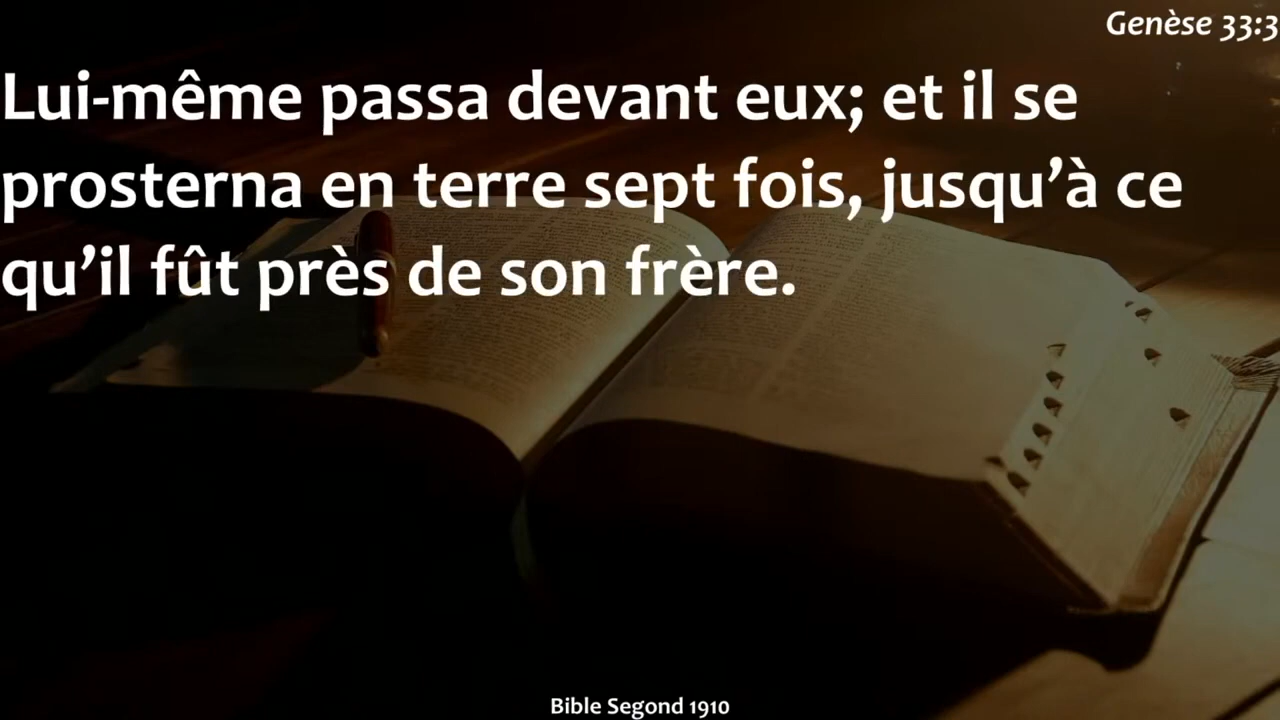 Genèse 33:3
Lui-même passa devant eux; et il se
prosterna en terre sept fois, jusqu’à ce
qu’il fût près de son frère.
Bible Segond 1910